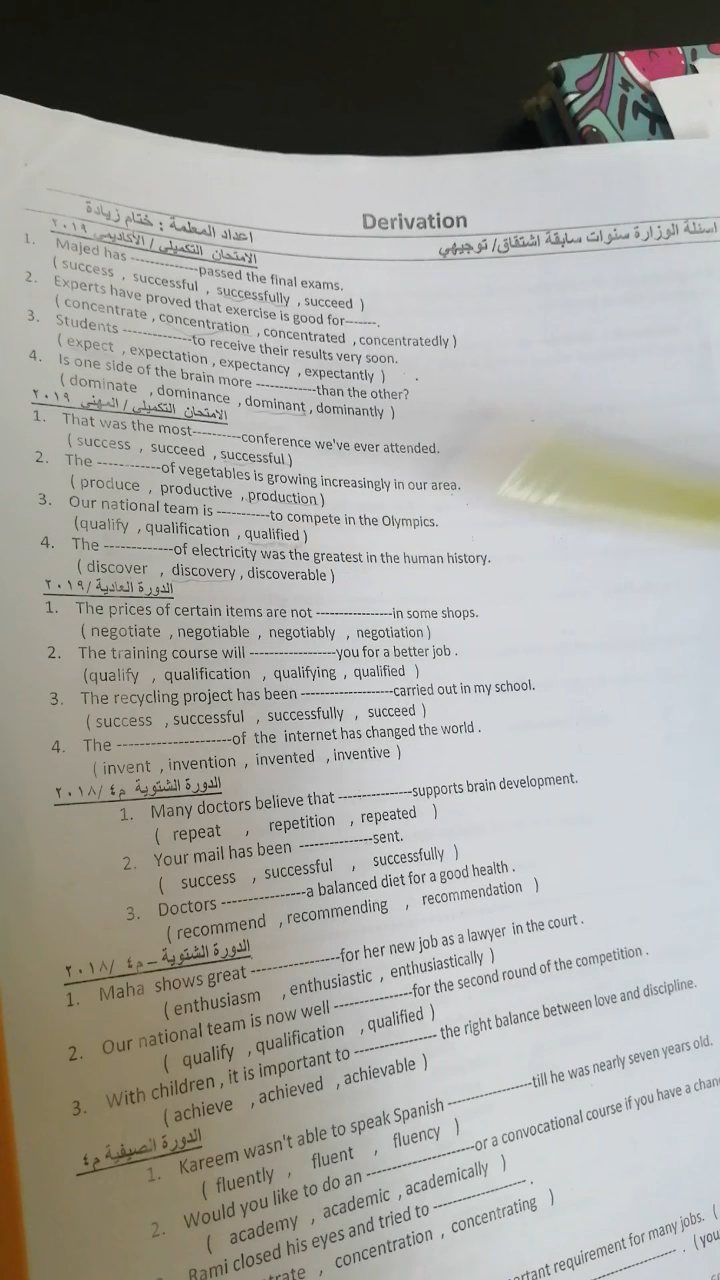 Derivation
اسئلة الوزارة سنوات سابقة اشتقاق/ توجيهي
اعداد المعلمة : ختام زيادة
الامتحان التكميلي / الأكاديمي ٢٠١٩
1. Majed has -------------passed the final exams.
( success , successful , successfully , succeed )
2. Experts have proved that exercise is good for-------.
( concentrate , concentration , concentrated , concentratedly )
3. Students --------------to receive their results very soon.
( expect , expectation , expectancy , expectantly )
4. Is one side of the brain more ------------than the other?
( dominate , dominance , dominant , dominantly )
الامتحان التكميلي / المهني ٢٠١٩
1. That was the most----------conference we've ever attended.
( success , succeed , successful )
2. The -------------of vegetables is growing increasingly in our area.
( produce , productive , production )
3. Our national team is -----------to compete in the Olympics.
(qualify , qualification , qualified )
4. The --------------of electricity was the greatest in the human history.
( discover , discovery , discoverable )
الدورة العادية /٢٠١٩
1. The prices of certain items are not ----------------in some shops.
( negotiate , negotiable , negotiably , negotiation )
2. The training course will ------------------you for a better job .
(qualify , qualification , qualifying , qualified )
3. The recycling project has been -------------------carried out in my school.
( success , successful , successfully , succeed )
4. The -----------------------of the internet has changed the world .
( invent , invention , invented , inventive )
الدورة الشتوية م٤ /٢٠١٨
1. Many doctors believe that ---------------supports brain development.
( repeat , repetition , repeated )
2. Your mail has been ---------------sent.
( success , successful , successfully )
3. Doctors -----------------a balanced diet for a good health .
( recommend , recommending , recommendation )
الدورة الشتوية – م٤ /٢٠١٨
1. Maha shows great ------------------for her new job as a lawyer in the court .
( enthusiasm , enthusiastic , enthusiastically )
2. Our national team is now well ----------------for the second round of the competition .
( qualify , qualification , qualified )
3. With children , it is important to ---------------- the right balance between love and discipline.
( achieve , achieved , achievable )
الدورة الصيفية م٤
1. Kareem wasn't able to speak Spanish -----------------till he was nearly seven years old.
( fluently , fluent , fluency )
2. Would you like to do an ----------------------or a convocational course if you have a
( academy , academic , academically )
Rami closed his eyes and tried to ------------------ .
, concentration , concentrating )
requirement for many jobs. (
---------------- .